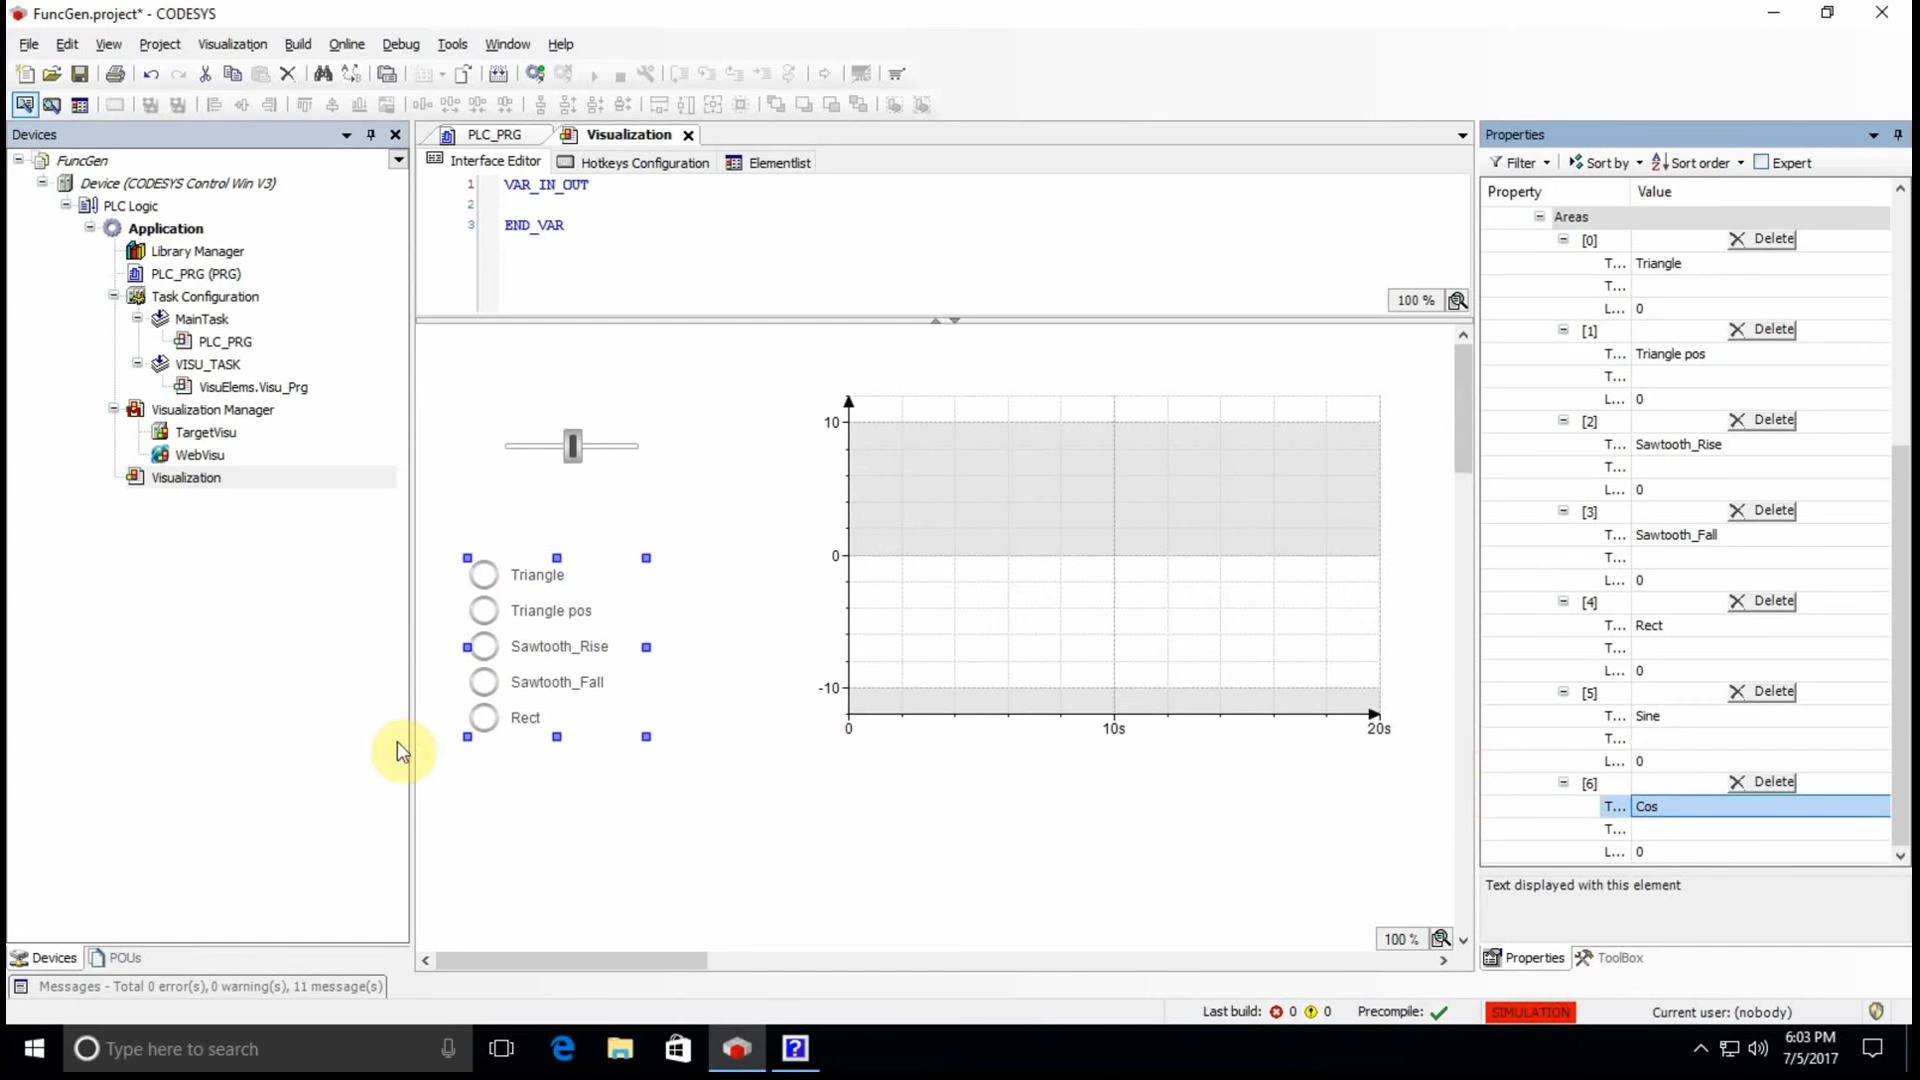 FuncGen.project* - CODESYS
File Edit View Project Visualization Build Online Debug Tools Window Help
Devices
FuncGen
Device (CODESYS Control Win V3)
PLC Logic
Application
Library Manager
PLC_PRG (PRG)
Task Configuration
MainTask
PLC_PRG
VISU_TASK
VisuElems.Visu_Prg
Visualization Manager
TargetVisu
WebVisu
Visualization
Devices POUs
Messages - Total 0 error(s), 0 warning(s), 11 message(s)
PLC_PRG Visualization
Interface Editor Hotkeys Configuration Elementlist
1 VAR_IN_OUT
2
3 END_VAR
100 %
Triangle
Triangle pos
Sawtooth_Rise
Sawtooth_Fall
Rect
10
0
-10
0 10s 20s
100 %
Properties
Filter Sort by Sort order Expert
Property Value
Areas
[0] Delete
T... Triangle
T...
L... 0
[1] Delete
T... Triangle pos
T...
L... 0
[2] Delete
T... Sawtooth_Rise
T...
L... 0
[3] Delete
T... Sawtooth_Fall
T...
L... 0
[4] Delete
T... Rect
T...
L... 0
[5] Delete
T... Sine
T...
L... 0
[6] Delete
T... Cos
T...
L... 0
Text displayed with this element
Properties ToolBox
Last build: 0 0 Precompile: SIMULATION Current user: (nobody)
Type here to search
6:03 PM
7/5/2017